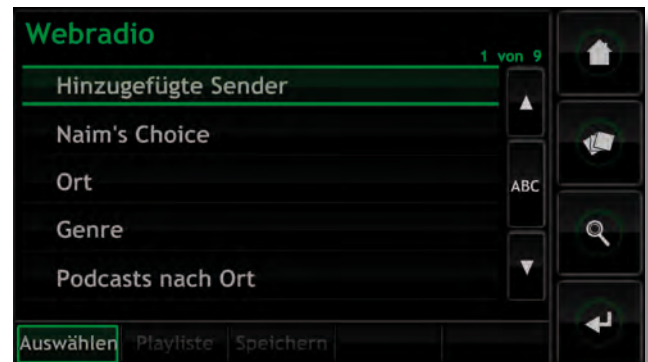 Webradio
1 von 9
Hinzugefügte Sender
Naim's Choice
Ort
ABC
Genre
Podcasts nach Ort
Auswählen Playliste Speichern